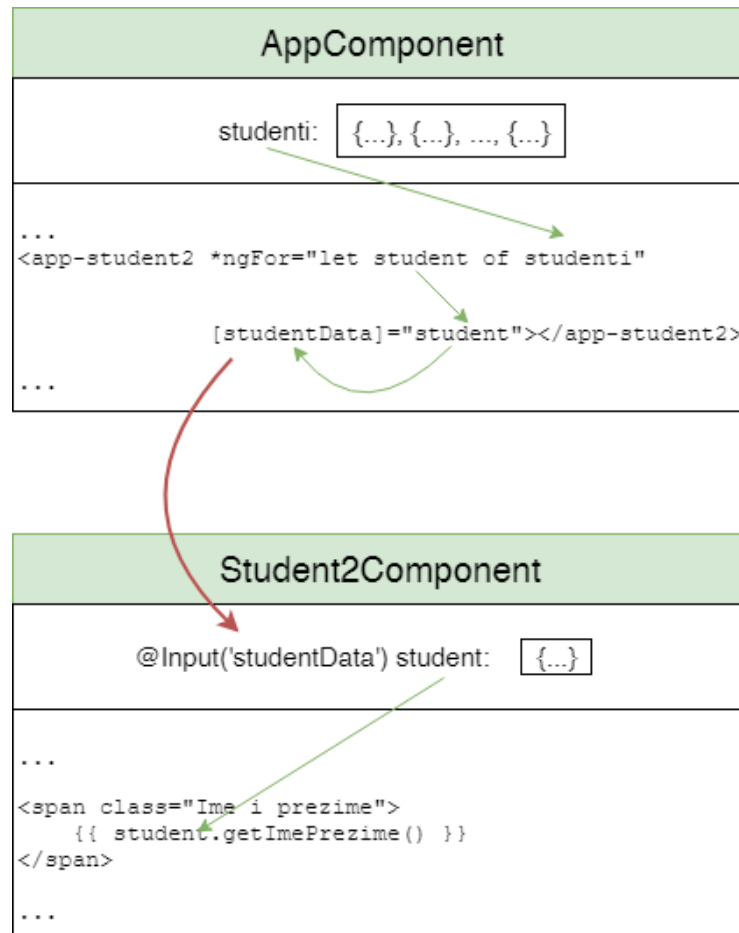 AppComponent
studenti: {...}, {...}, ..., {...}
...
<app-student2 *ngFor="let student of studenti"
[studentData]="student"></app-student2>
...
Student2Component
@Input('studentData') student: {...}
...
<span class="Ime i prezime">
{{ student.getImePrezime() }}
</span>
...